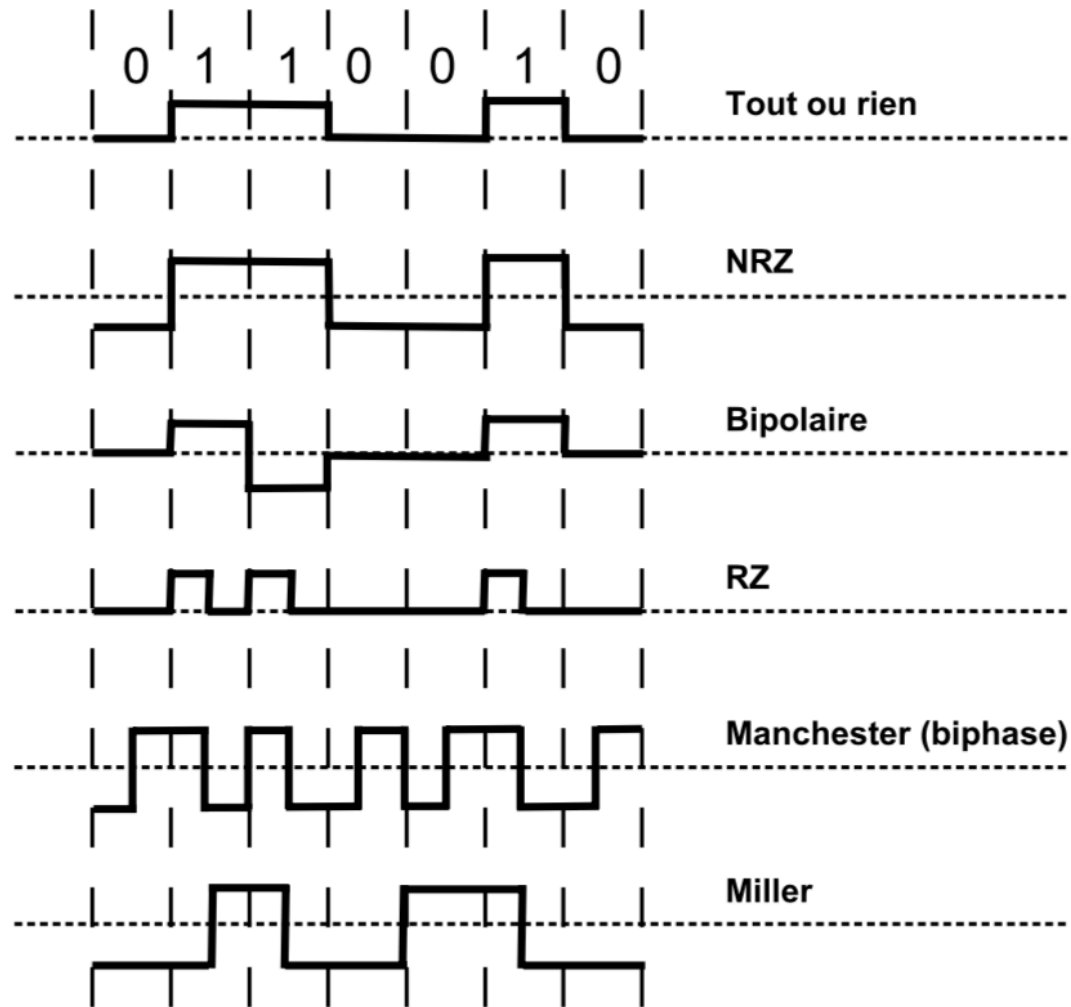 0 1 1 0 0 1 0
Tout ou rien
NRZ
Bipolaire
RZ
Manchester (biphase)
Miller